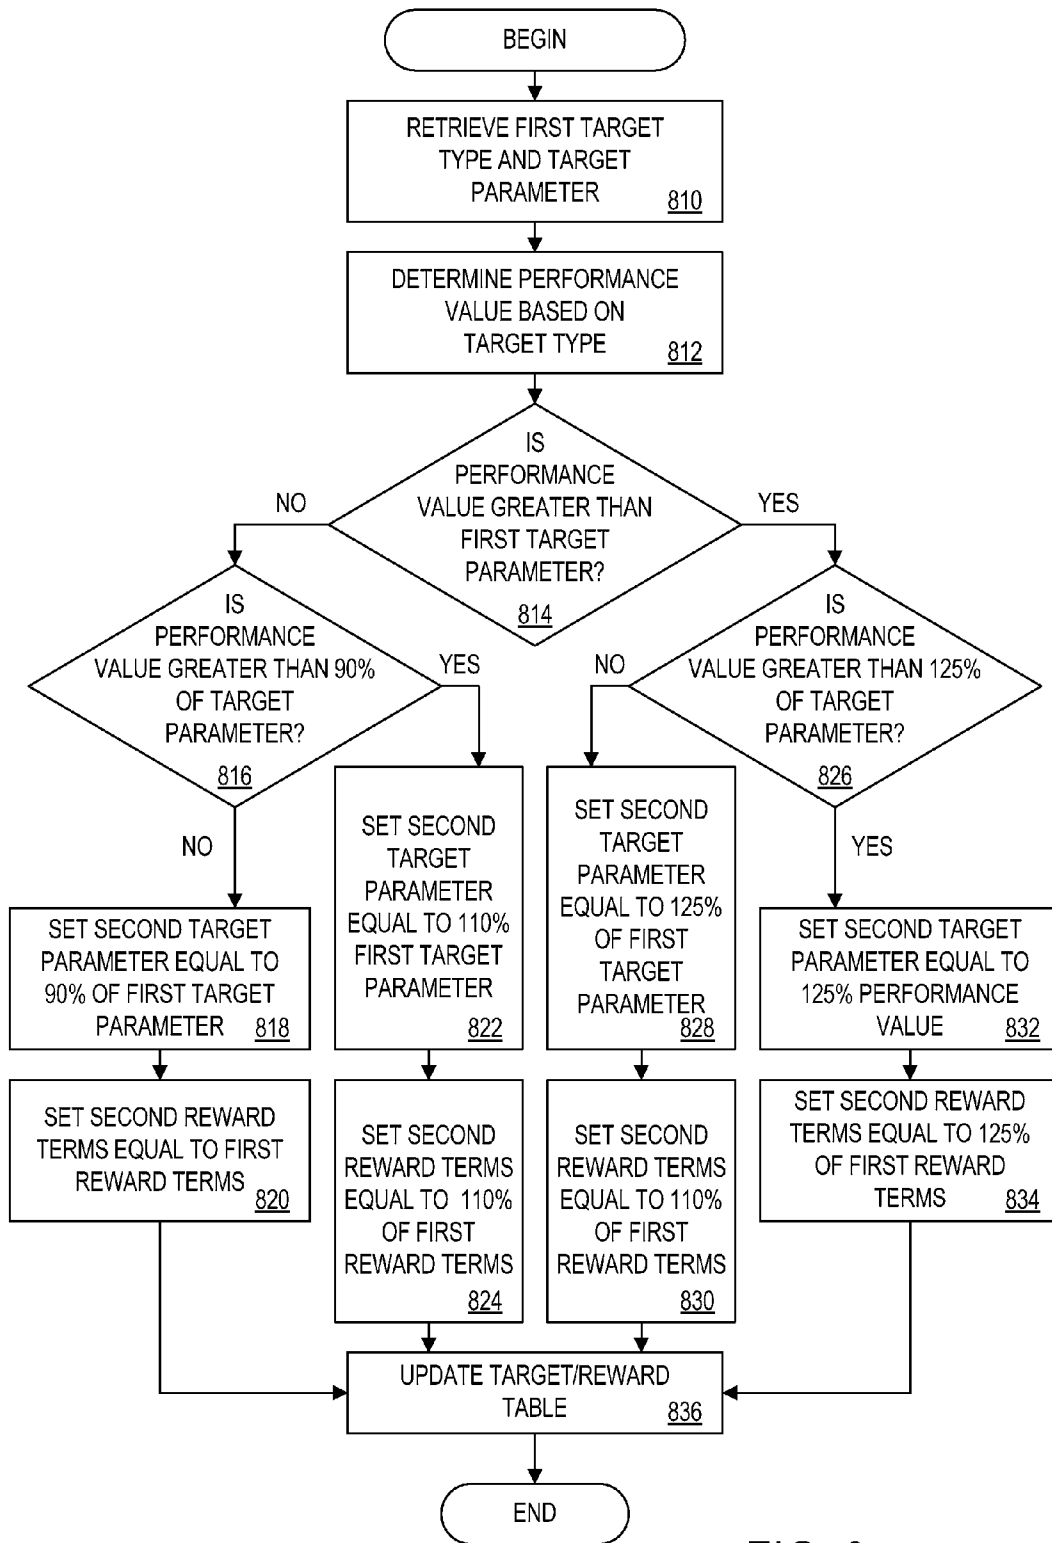 BEGIN
RETRIEVE FIRST TARGET
TYPE AND TARGET
PARAMETER
810
DETERMINE PERFORMANCE
VALUE BASED ON
TARGET TYPE
812
IS
PERFORMANCE
VALUE GREATER THAN
FIRST TARGET
PARAMETER?
814
NO
YES
IS
PERFORMANCE
VALUE GREATER THAN 90%
OF TARGET
PARAMETER?
816
YES
NO
IS
PERFORMANCE
VALUE GREATER THAN 125%
OF TARGET
PARAMETER?
826
NO
YES
SET SECOND TARGET
PARAMETER EQUAL TO
90% OF FIRST TARGET
PARAMETER
818
SET SECOND
TARGET
PARAMETER
EQUAL TO 110%
FIRST TARGET
PARAMETER
822
SET SECOND
TARGET
PARAMETER
EQUAL TO 125%
OF FIRST
TARGET
PARAMETER
828
SET SECOND TARGET
PARAMETER EQUAL TO
125% PERFORMANCE
VALUE
832
SET SECOND REWARD
TERMS EQUAL TO FIRST
REWARD TERMS
820
SET SECOND
REWARD TERMS
EQUAL TO 110%
OF FIRST
REWARD TERMS
824
SET SECOND
REWARD TERMS
EQUAL TO 110%
OF FIRST
REWARD TERMS
830
SET SECOND REWARD
TERMS EQUAL TO 125%
OF FIRST REWARD
TERMS
834
UPDATE TARGET/REWARD
TABLE
836
END